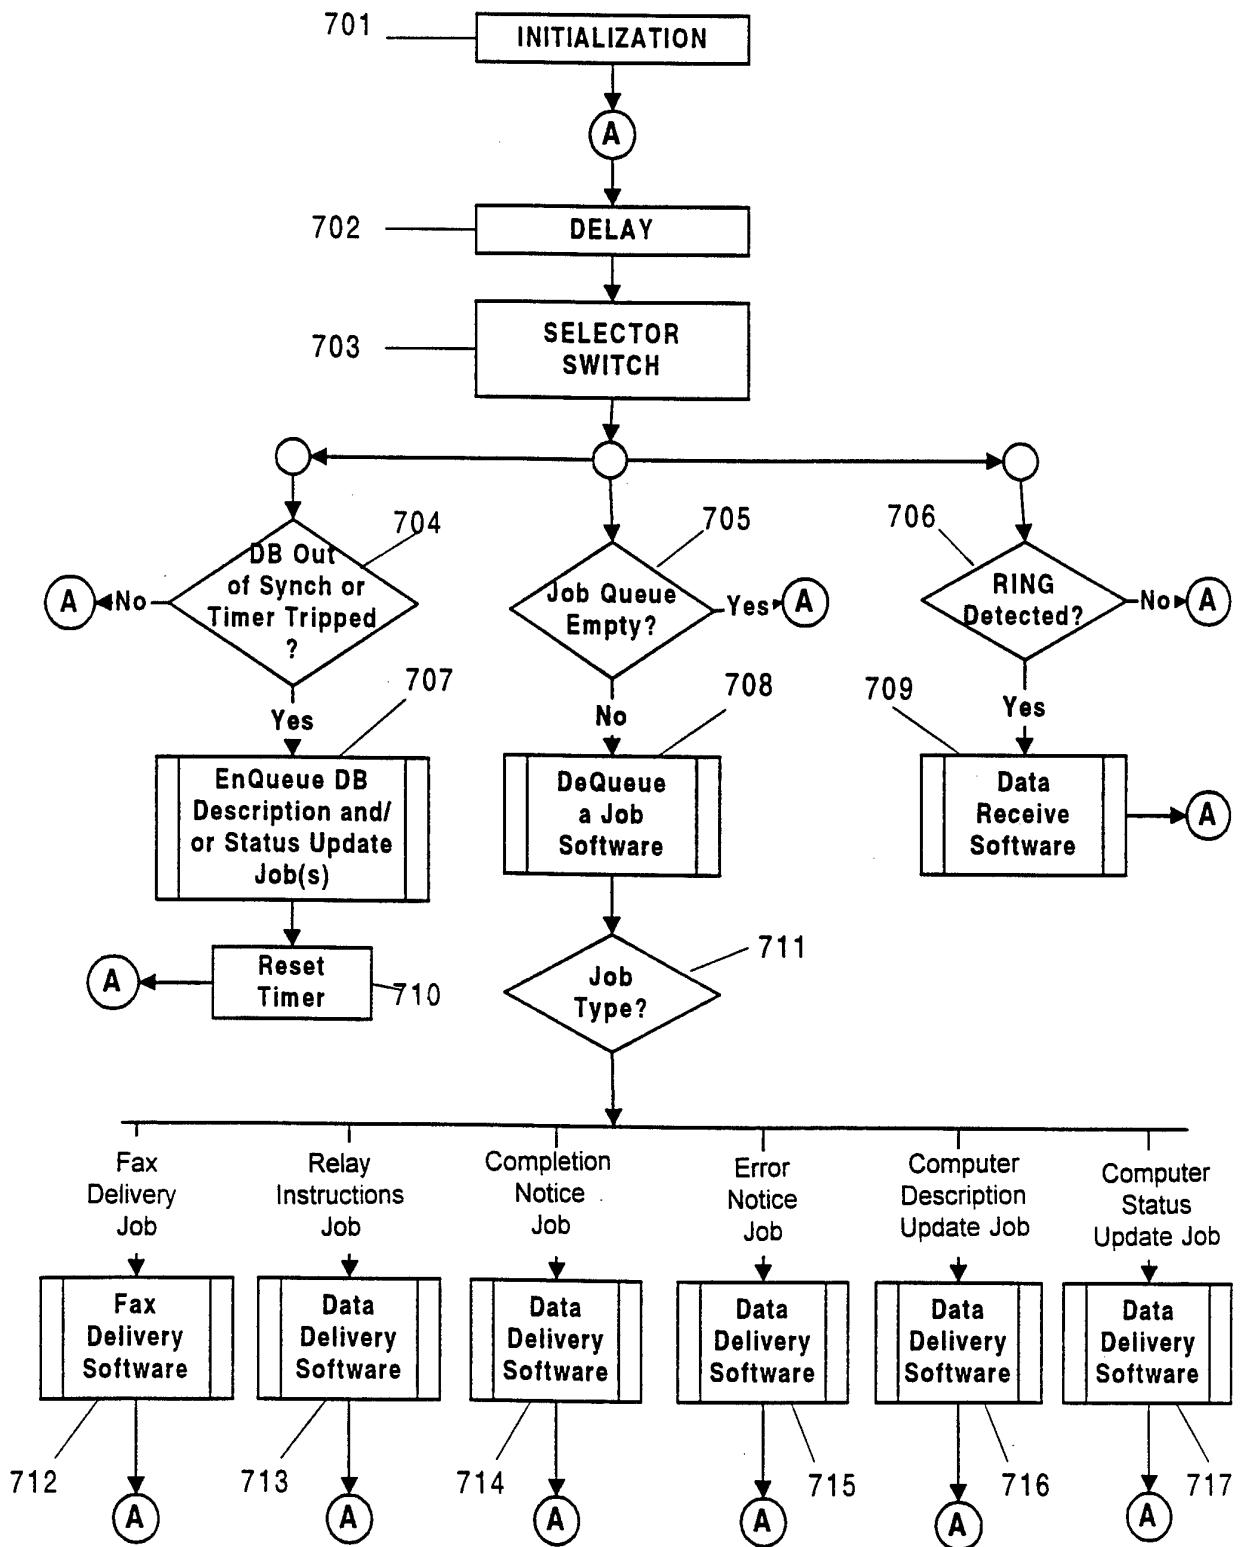 701
INITIALIZATION
A
702
DELAY
703
SELECTOR
SWITCH
704
DB Out
of Synch or
Timer Tripped
?
No
A
Yes
705
Job Queue
Empty?
Yes
A
No
706
RING
Detected?
No
A
Yes
707
EnQueue DB
Description and/
or Status Update
Job(s)
708
DeQueue
a Job
Software
709
Data
Receive
Software
A
A
Reset
Timer
710
711
Job
Type?
Fax
Delivery
Job
Relay
Instructions
Job
Completion
Notice
Job
Error
Notice
Job
Computer
Description
Update Job
Computer
Status
Update Job
Fax
Delivery
Software
Data
Delivery
Software
Data
Delivery
Software
Data
Delivery
Software
Data
Delivery
Software
Data
Delivery
Software
712
713
714
715
716
717
A
A
A
A
A
A